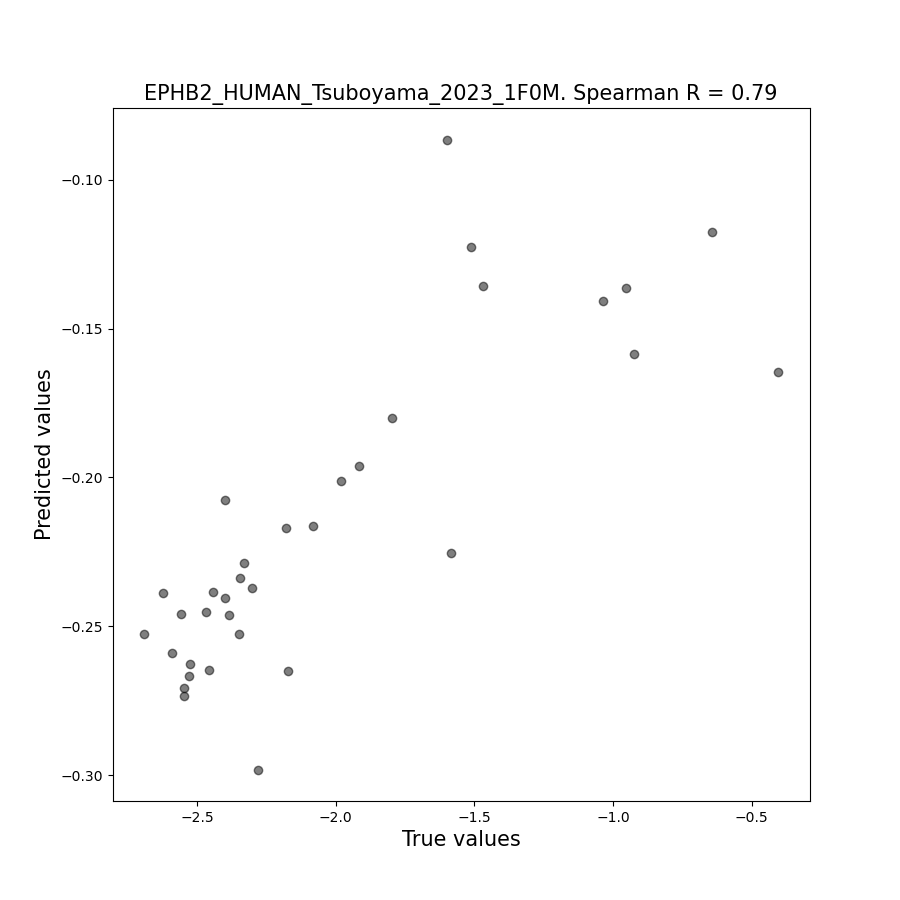 EPHB2_HUMAN_Tsuboyama_2023_1F0M. Spearman R = 0.79
−0.10
−0.15
−0.20
−0.25
−0.30
Predicted values
−2.5 −2.0 −1.5 −1.0 −0.5
True values